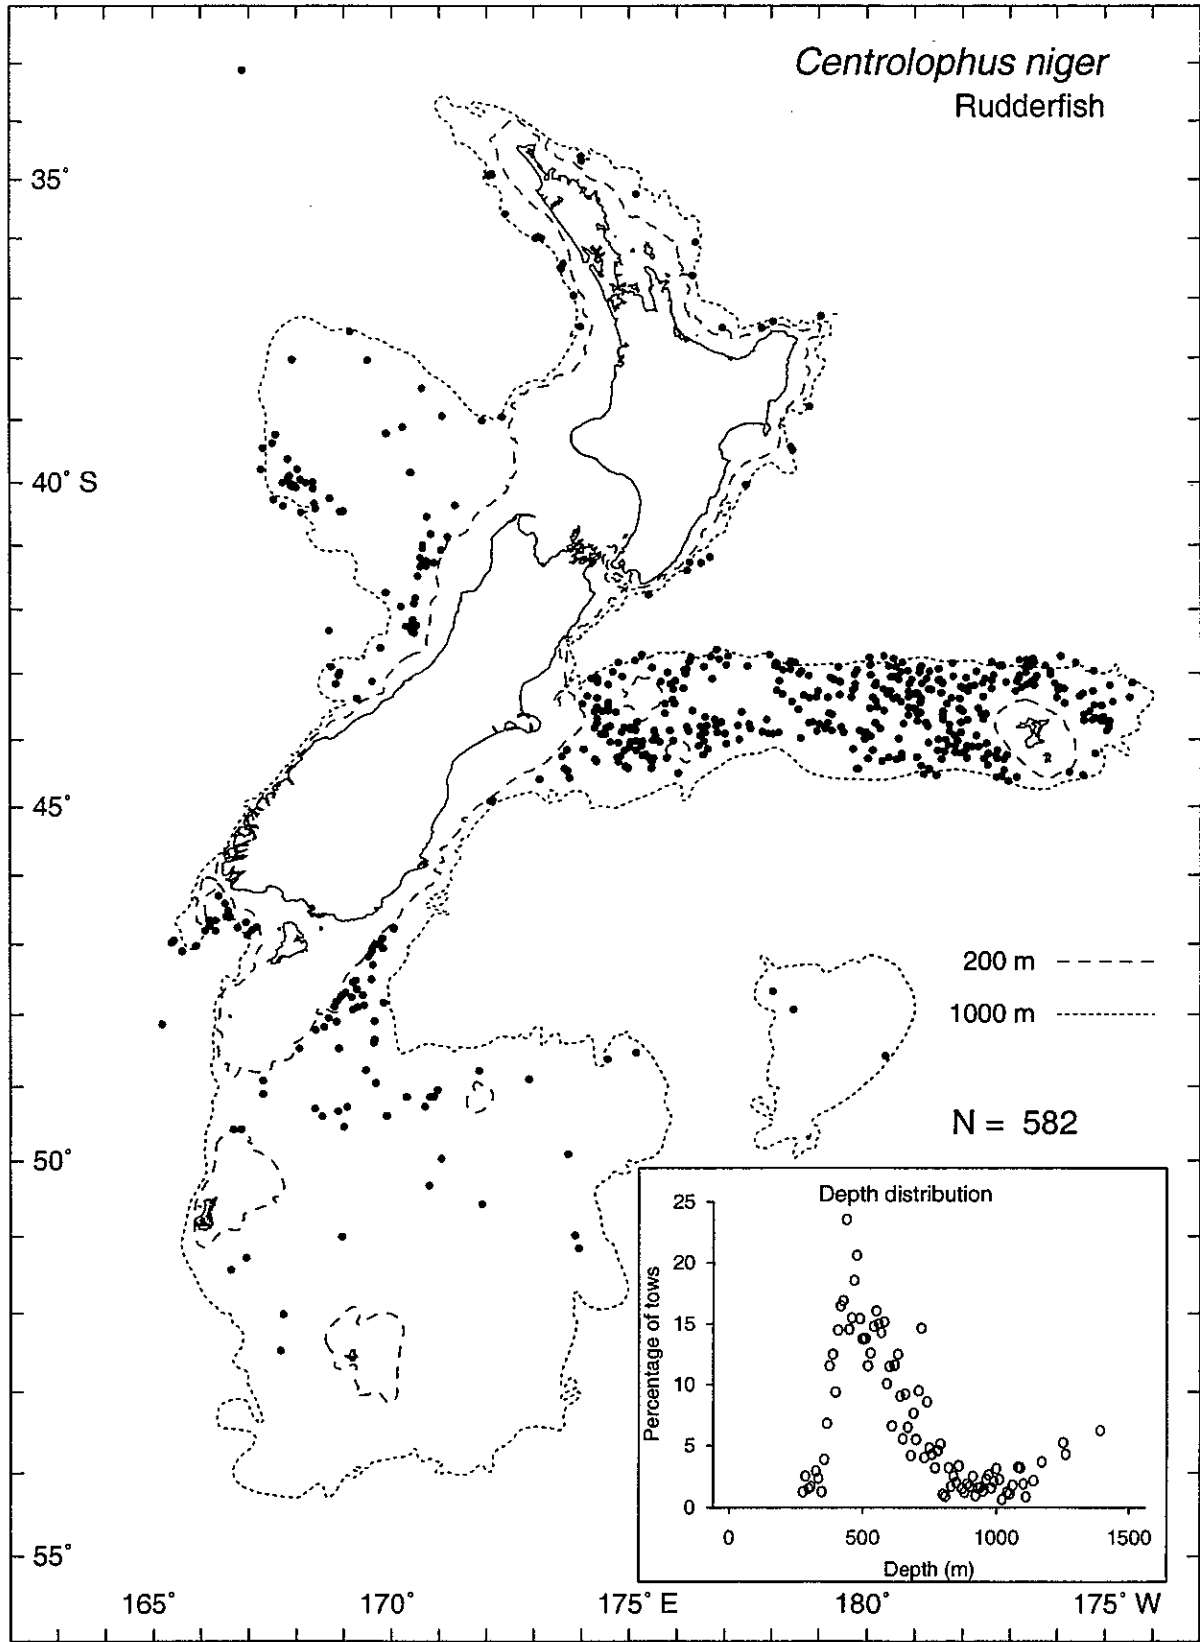 Centrolophus niger
Rudderfish
35°
40° S
45°
50°
55°
200 m
1000 m
N = 582
Depth distribution
Percentage of tows
25
20
15
10
5
0
0 500 1000 1500
Depth (m)
165° 170° 175° E 180° 175° W